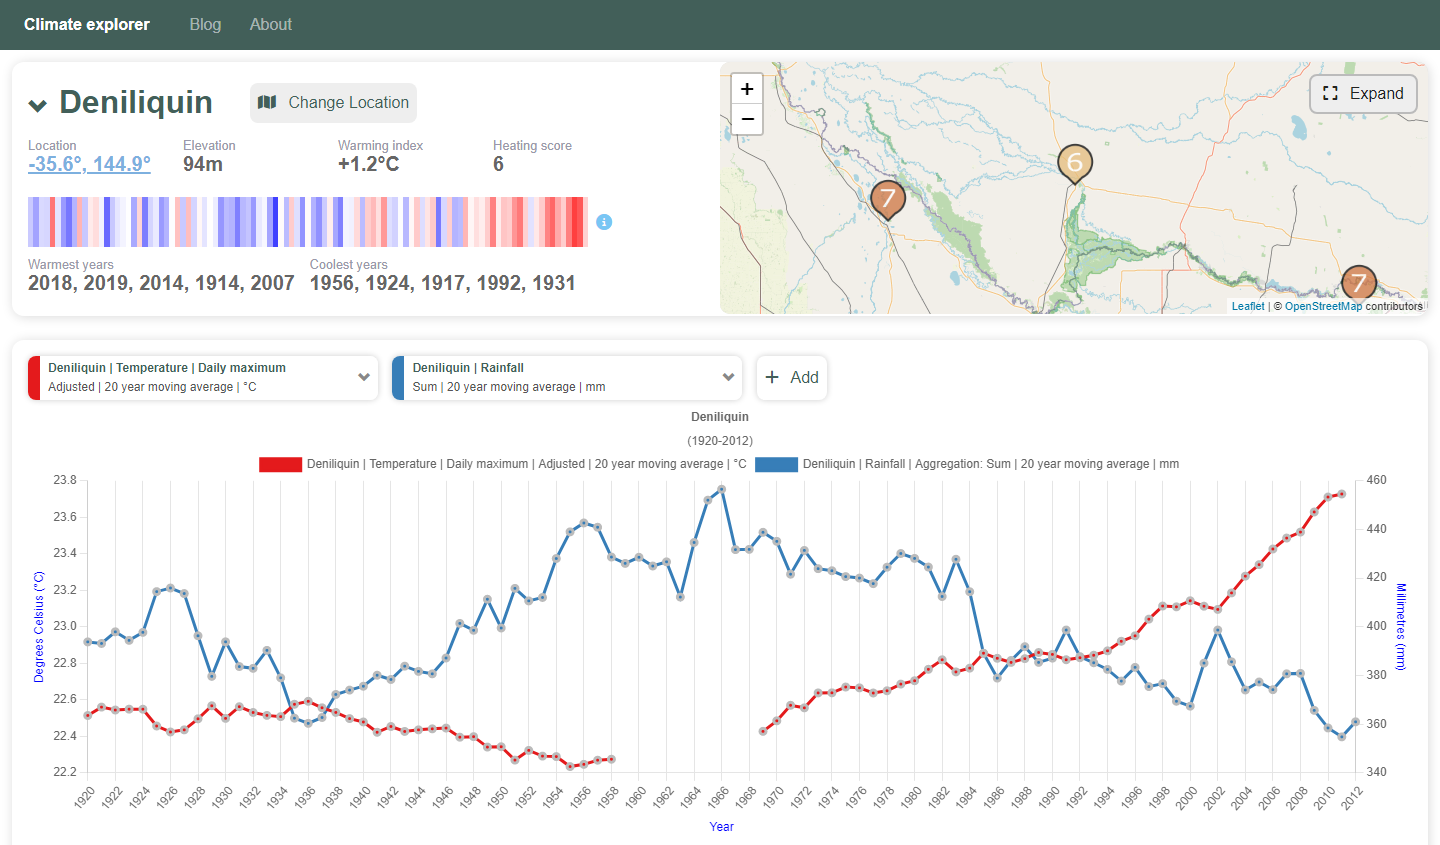 Climate explorer Blog About
Deniliquin Change Location
Location Elevation Warming index Heating score
-35.6°, 144.9° 94m +1.2°C 6
Warmest years Coolest years
2018, 2019, 2014, 1914, 2007 1956, 1924, 1917, 1992, 1931
+
−
Expand
6
7
7
Leaflet | © OpenStreetMap contributors
Deniliquin | Temperature | Daily maximum
Adjusted | 20 year moving average | °C
Deniliquin | Rainfall
Sum | 20 year moving average | mm
+ Add
Deniliquin
(1920-2012)
Deniliquin | Temperature | Daily maximum | Adjusted | 20 year moving average | °C Deniliquin | Rainfall | Aggregation: Sum | 20 year moving average | mm
Degrees Celsius (°C)
23.8
23.6
23.4
23.2
23.0
22.8
22.6
22.4
22.2
460
440
420
400
380
360
340
Millimetres (mm)
1920 1922 1924 1926 1928 1930 1932 1934 1936 1938 1940 1942 1944 1946 1948 1950 1952 1954 1956 1958 1960 1962 1964 1966 1968 1970 1972 1974 1976 1978 1980 1982 1984 1986 1988 1990 1992 1994 1996 1998 2000 2002 2004 2006 2008 2010 2012
Year